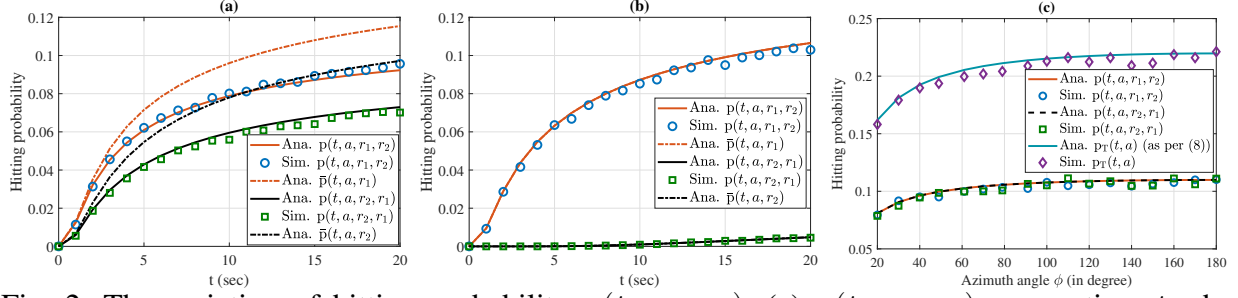 (a)
0.12
0.1
0.08
0.06
0.04
0.02
0
Hitting probability
Ana. p(t, a, r₁, r₂)
Sim. p(t, a, r₁, r₂)
Ana. p̄(t, a, r₁)
Ana. p(t, a, r₂, r₁)
Sim. p(t, a, r₂, r₁)
Ana. p̄(t, a, r₂)
0 5 10 15 20
t (sec)
(b)
0.12
0.1
0.08
0.06
0.04
0.02
0
Hitting probability
Ana. p(t, a, r₁, r₂)
Sim. p(t, a, r₁, r₂)
Ana. p̄(t, a, r₁)
Ana. p(t, a, r₂, r₁)
Sim. p(t, a, r₂, r₁)
Ana. p̄(t, a, r₂)
0 5 10 15 20
t (sec)
(c)
0.25
0.2
0.15
0.1
0.05
Hitting probability
Ana. p(t, a, r₁, r₂)
Sim. p(t, a, r₁, r₂)
Ana. p(t, a, r₂, r₁)
Sim. p(t, a, r₂, r₁)
Ana. p_T(t, a) (as per (8))
Sim. p_T(t, a)
20 40 60 80 100 120 140 160 180
Azimuth angle ϕ (in degree)